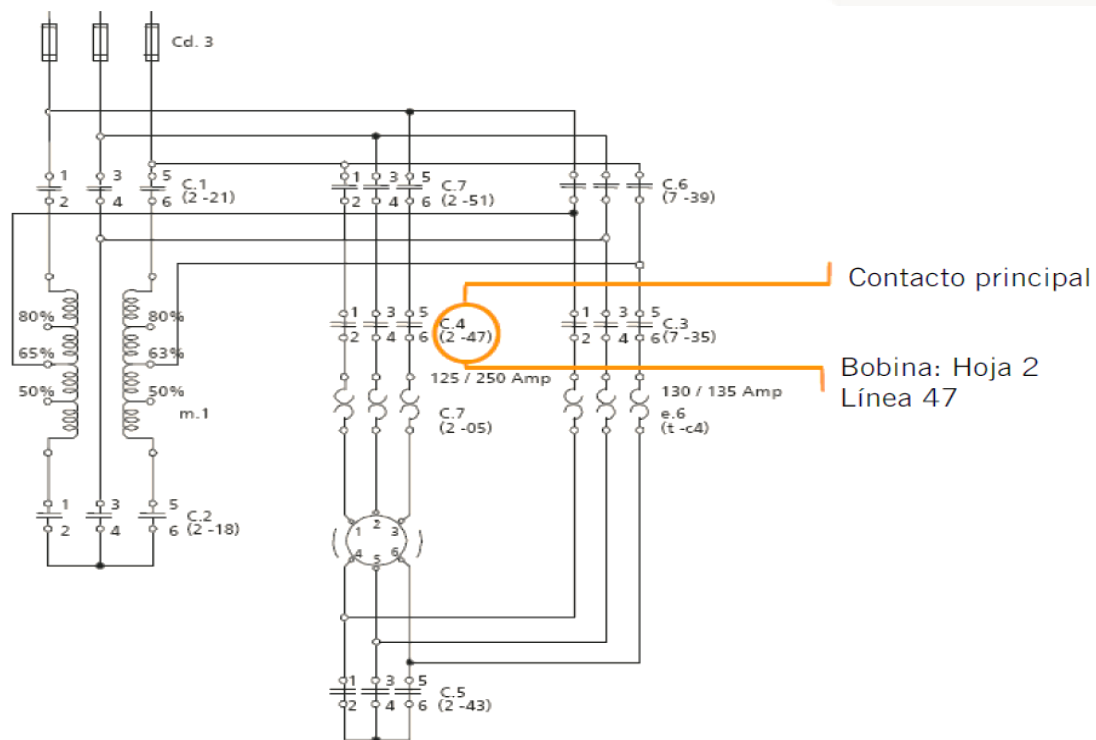 Cd. 3
1 3 5 C.1
2 4 6 (2 -21)
1 3 5 C.7
2 4 6 (2 -51)
C.6
(7 -39)
80% 80%
65% 63%
50% 50%
m.1
1 3 5 C.4
2 4 6 (2 -47)
1 3 5 C.3
2 4 6 (7 -35)
Contacto principal
Bobina: Hoja 2
Línea 47
125 / 250 Amp
C.7
(2 -05)
130 / 135 Amp
e.6
(t -c4)
1 3 5 C.2
2 4 6 (2 -18)
1 2 3
4 5 6
1 3 5 C.5
2 4 6 (2 -43)